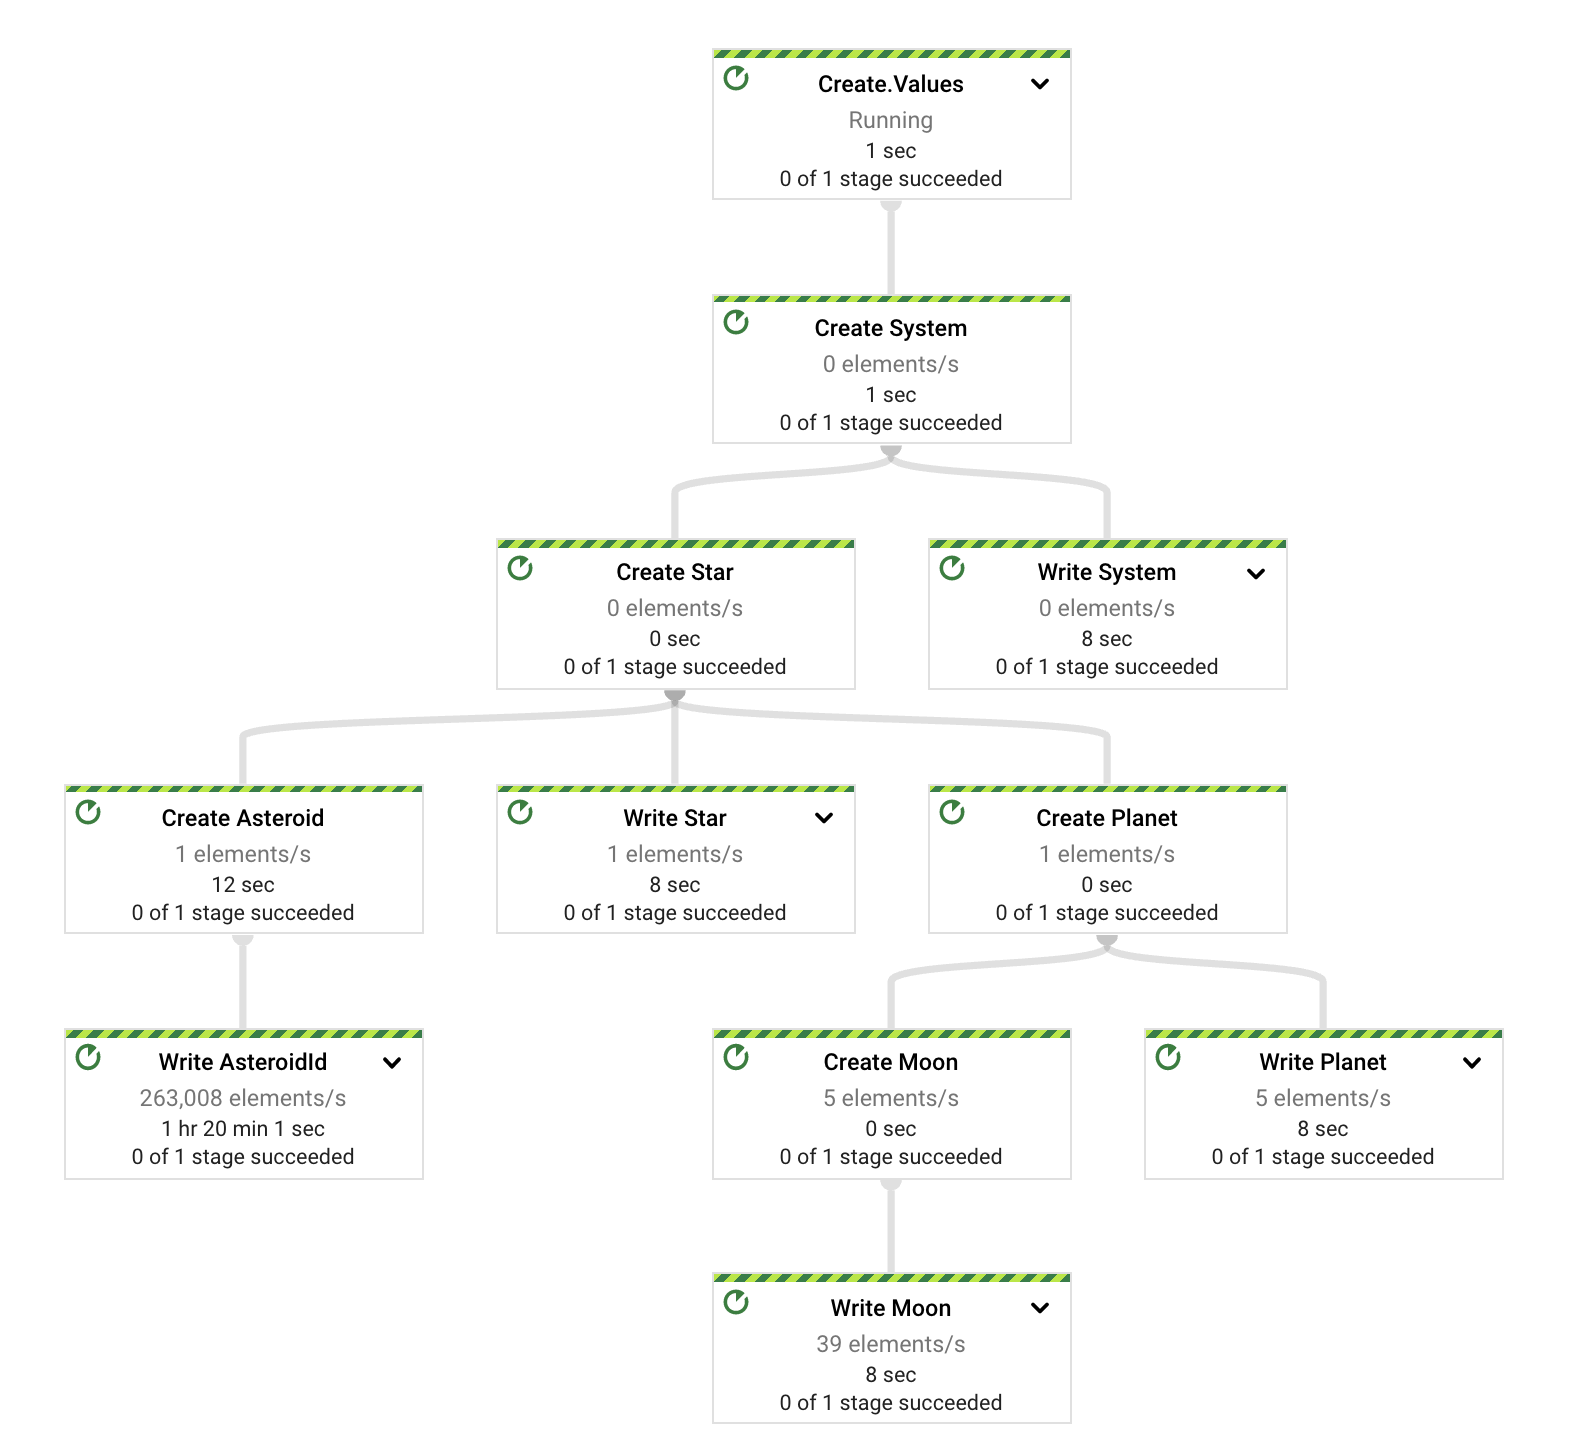 Create.Values
Running
1 sec
0 of 1 stage succeeded
Create System
0 elements/s
1 sec
0 of 1 stage succeeded
Create Star
0 elements/s
0 sec
0 of 1 stage succeeded
Write System
0 elements/s
8 sec
0 of 1 stage succeeded
Create Asteroid
1 elements/s
12 sec
0 of 1 stage succeeded
Write Star
1 elements/s
8 sec
0 of 1 stage succeeded
Create Planet
1 elements/s
0 sec
0 of 1 stage succeeded
Write AsteroidId
263,008 elements/s
1 hr 20 min 1 sec
0 of 1 stage succeeded
Create Moon
5 elements/s
0 sec
0 of 1 stage succeeded
Write Planet
5 elements/s
8 sec
0 of 1 stage succeeded
Write Moon
39 elements/s
8 sec
0 of 1 stage succeeded